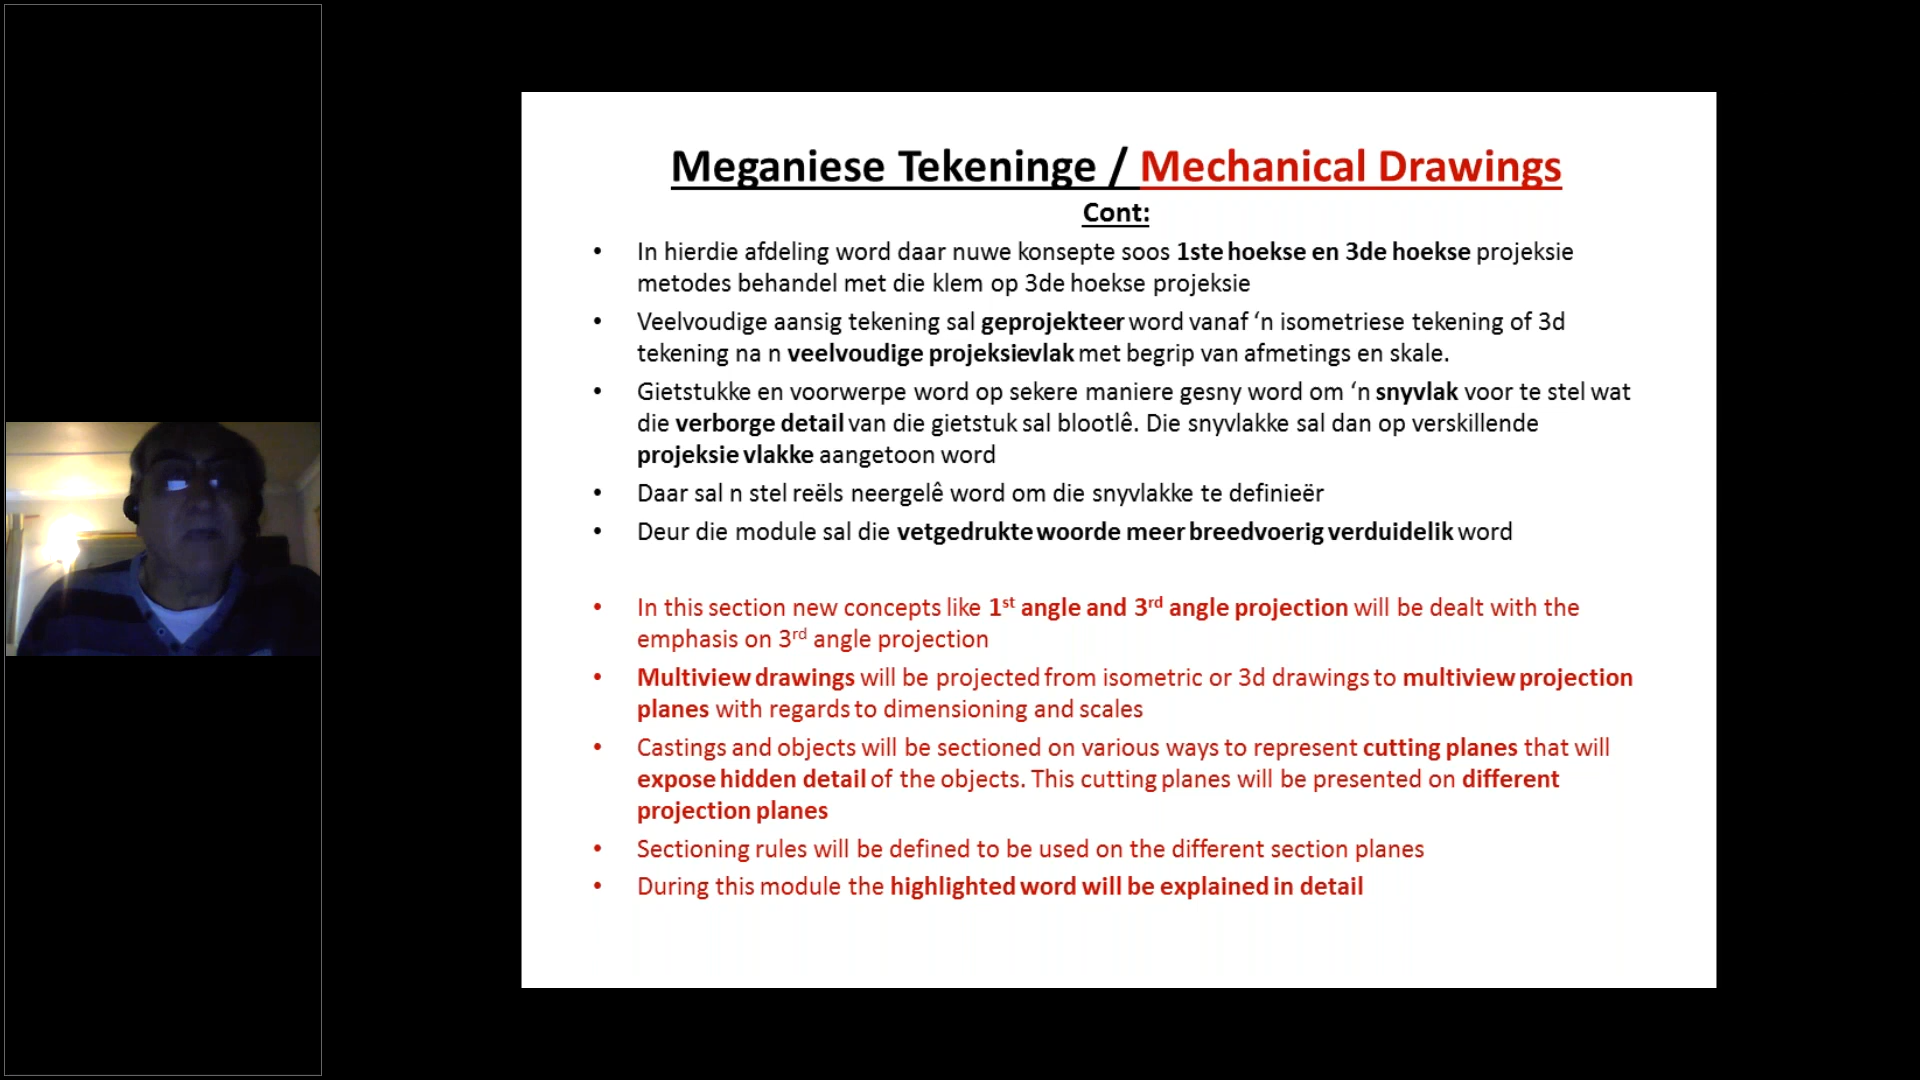 Meganiese Tekeninge / Mechanical Drawings
Cont:
• In hierdie afdeling word daar nuwe konsepte soos 1ste hoekse en 3de hoekse projeksie
metodes behandel met die klem op 3de hoekse projeksie
• Veelvoudige aansig tekening sal geprojekteer word vanaf ‘n isometriese tekening of 3d
tekening na n veelvoudige projeksievlak met begrip van afmetings en skale.
• Gietstukke en voorwerpe word op sekere maniere gesny word om ‘n snyvlak voor te stel wat
die verborge detail van die gietstuk sal blootlê. Die snyvlakke sal dan op verskillende
projeksie vlakke aangetoon word
• Daar sal n stel reëls neergelê word om die snyvlakke te definieër
• Deur die module sal die vetgedrukte woorde meer breedvoerig verduidelik word
• In this section new concepts like 1st angle and 3rd angle projection will be dealt with the
emphasis on 3rd angle projection
• Multiview drawings will be projected from isometric or 3d drawings to multiview projection
planes with regards to dimensioning and scales
• Castings and objects will be sectioned on various ways to represent cutting planes that will
expose hidden detail of the objects. This cutting planes will be presented on different
projection planes
• Sectioning rules will be defined to be used on the different section planes
• During this module the highlighted word will be explained in detail